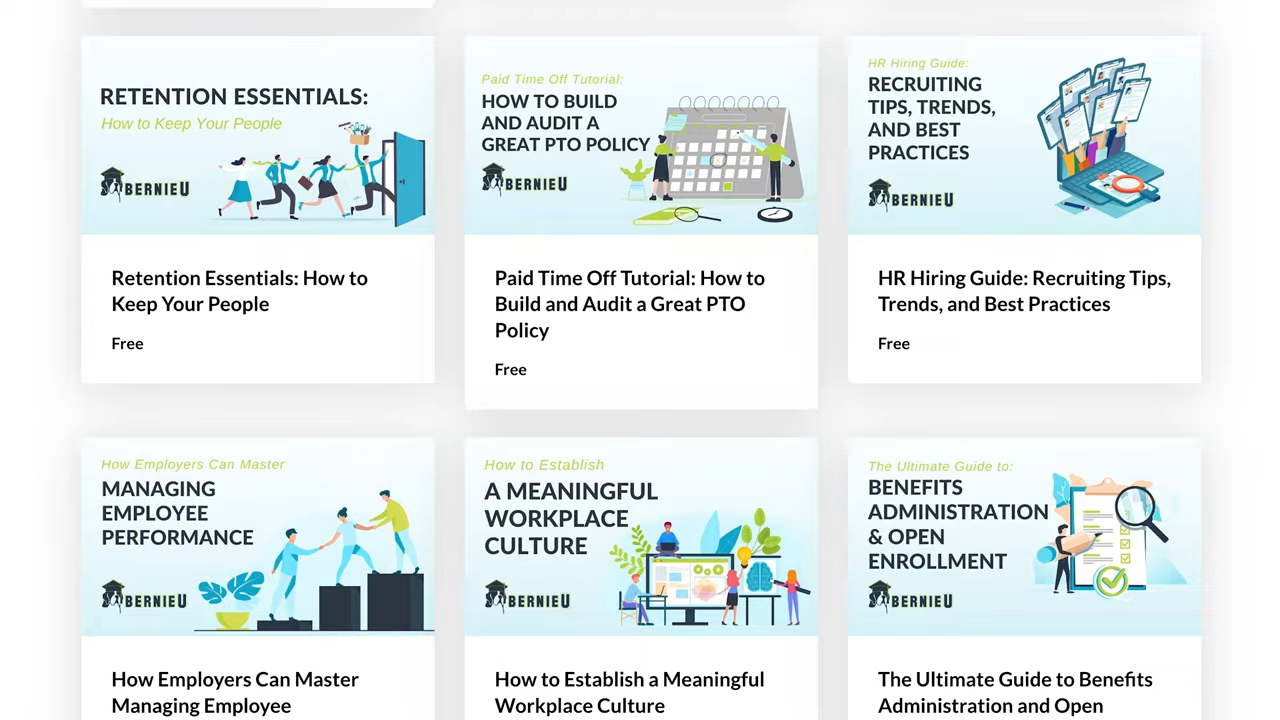 RETENTION ESSENTIALS:
How to Keep Your People
BERNIEU
Retention Essentials: How to
Keep Your People
Free
Paid Time Off Tutorial:
HOW TO BUILD
AND AUDIT A
GREAT PTO POLICY
BERNIEU
Paid Time Off Tutorial: How to
Build and Audit a Great PTO
Policy
Free
HR Hiring Guide:
RECRUITING
TIPS, TRENDS,
AND BEST
PRACTICES
BERNIEU
HR Hiring Guide: Recruiting Tips,
Trends, and Best Practices
Free
How Employers Can Master
MANAGING
EMPLOYEE
PERFORMANCE
BERNIEU
How Employers Can Master
Managing Employee
How to Establish
A MEANINGFUL
WORKPLACE
CULTURE
BERNIEU
How to Establish a Meaningful
Workplace Culture
The Ultimate Guide to:
BENEFITS
ADMINISTRATION
& OPEN
ENROLLMENT
BERNIEU
The Ultimate Guide to Benefits
Administration and Open